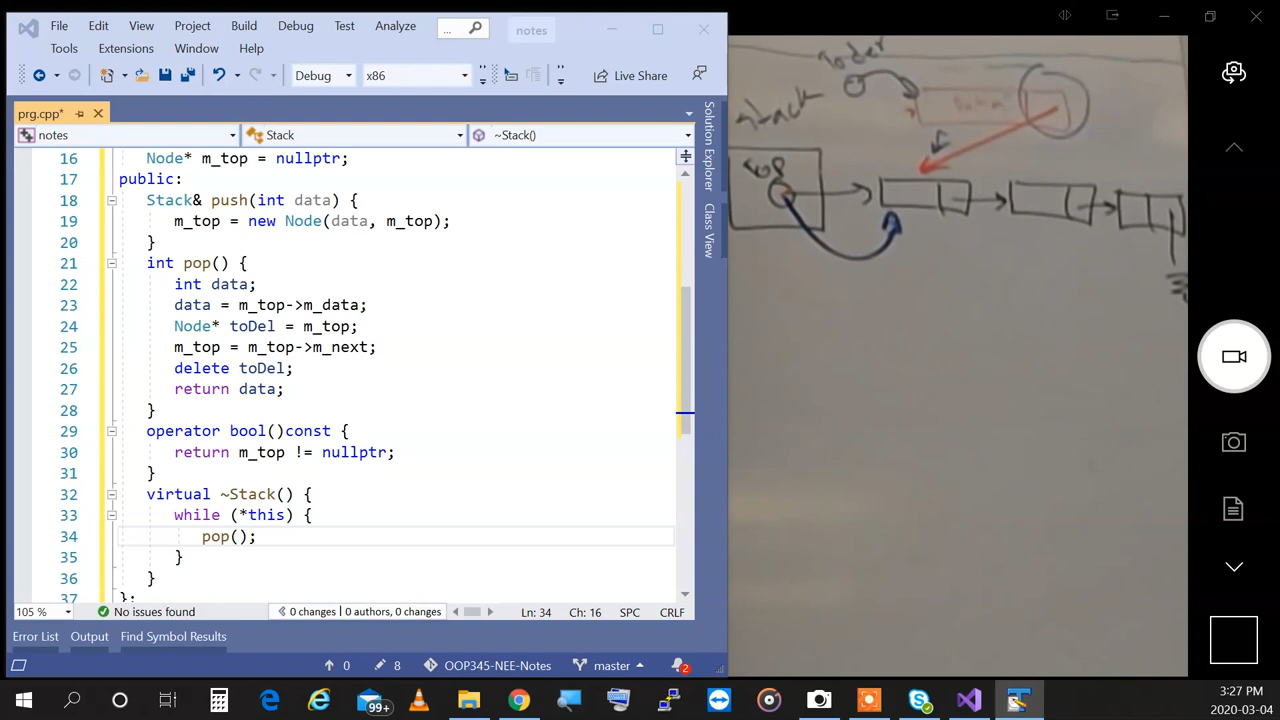 File Edit View Project Build Debug Test Analyze ... notes
Tools Extensions Window Help
Debug x86 Live Share
prg.cpp*
notes Stack ~Stack()
16 Node* m_top = nullptr;
17 public:
18 Stack& push(int data) {
19 m_top = new Node(data, m_top);
20 }
21 int pop() {
22 int data;
23 data = m_top->m_data;
24 Node* toDel = m_top;
25 m_top = m_top->m_next;
26 delete toDel;
27 return data;
28 }
29 operator bool()const {
30 return m_top != nullptr;
31 }
32 virtual ~Stack() {
33 while (*this) {
34 pop();
35 }
36 }
37 };
105 % No issues found 0 changes | 0 authors, 0 changes Ln: 34 Ch: 16 SPC CRLF
Error List Output Find Symbol Results
0 8 OOP345-NEE-Notes master 2
Solution Explorer
Class View
toDel
Stack
top
99+
3:27 PM
2020-03-04